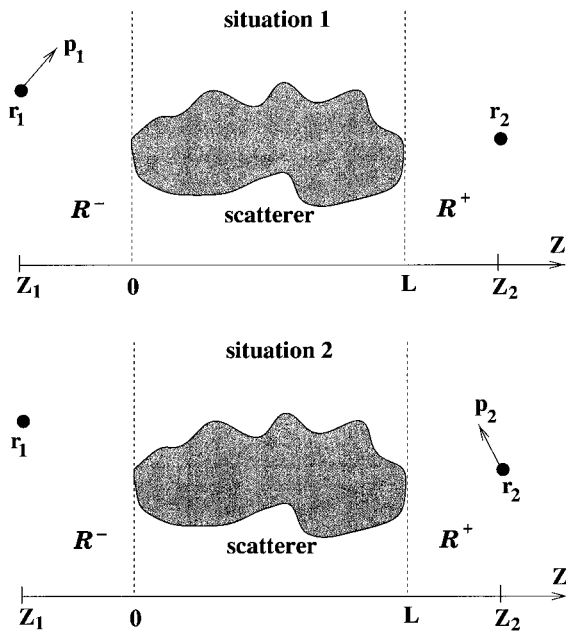 situation 1
p1
r1
r2
R−
scatterer
R+
Z
Z1
0
L
Z2
situation 2
r1
p2
r2
R−
scatterer
R+
Z
Z1
0
L
Z2